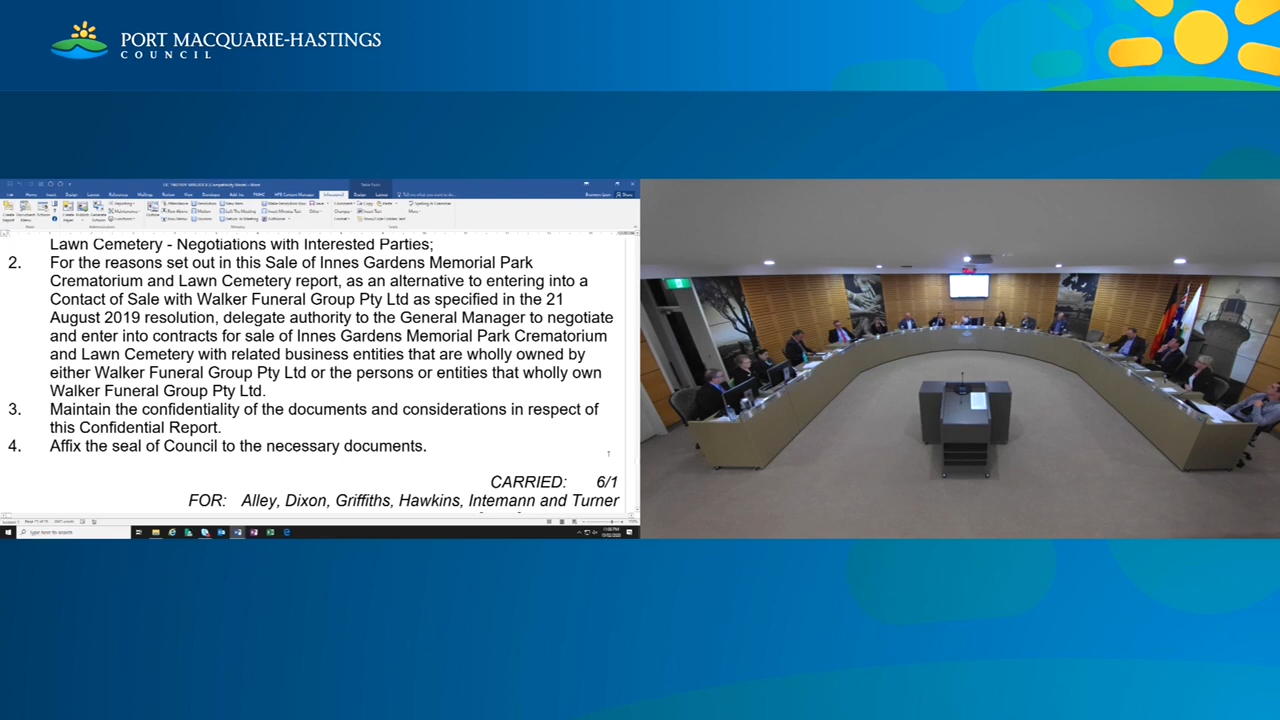 PORT MACQUARIE-HASTINGS
COUNCIL
Lawn Cemetery - Negotiations with Interested Parties;
2. For the reasons set out in this Sale of Innes Gardens Memorial Park
Crematorium and Lawn Cemetery report, as an alternative to entering into a
Contact of Sale with Walker Funeral Group Pty Ltd as specified in the 21
August 2019 resolution, delegate authority to the General Manager to negotiate
and enter into contracts for sale of Innes Gardens Memorial Park Crematorium
and Lawn Cemetery with related business entities that are wholly owned by
either Walker Funeral Group Pty Ltd or the persons or entities that wholly own
Walker Funeral Group Pty Ltd.
3. Maintain the confidentiality of the documents and considerations in respect of
this Confidential Report.
4. Affix the seal of Council to the necessary documents.
CARRIED: 6/1
FOR: Alley, Dixon, Griffiths, Hawkins, Intemann and Turner
Type here to search